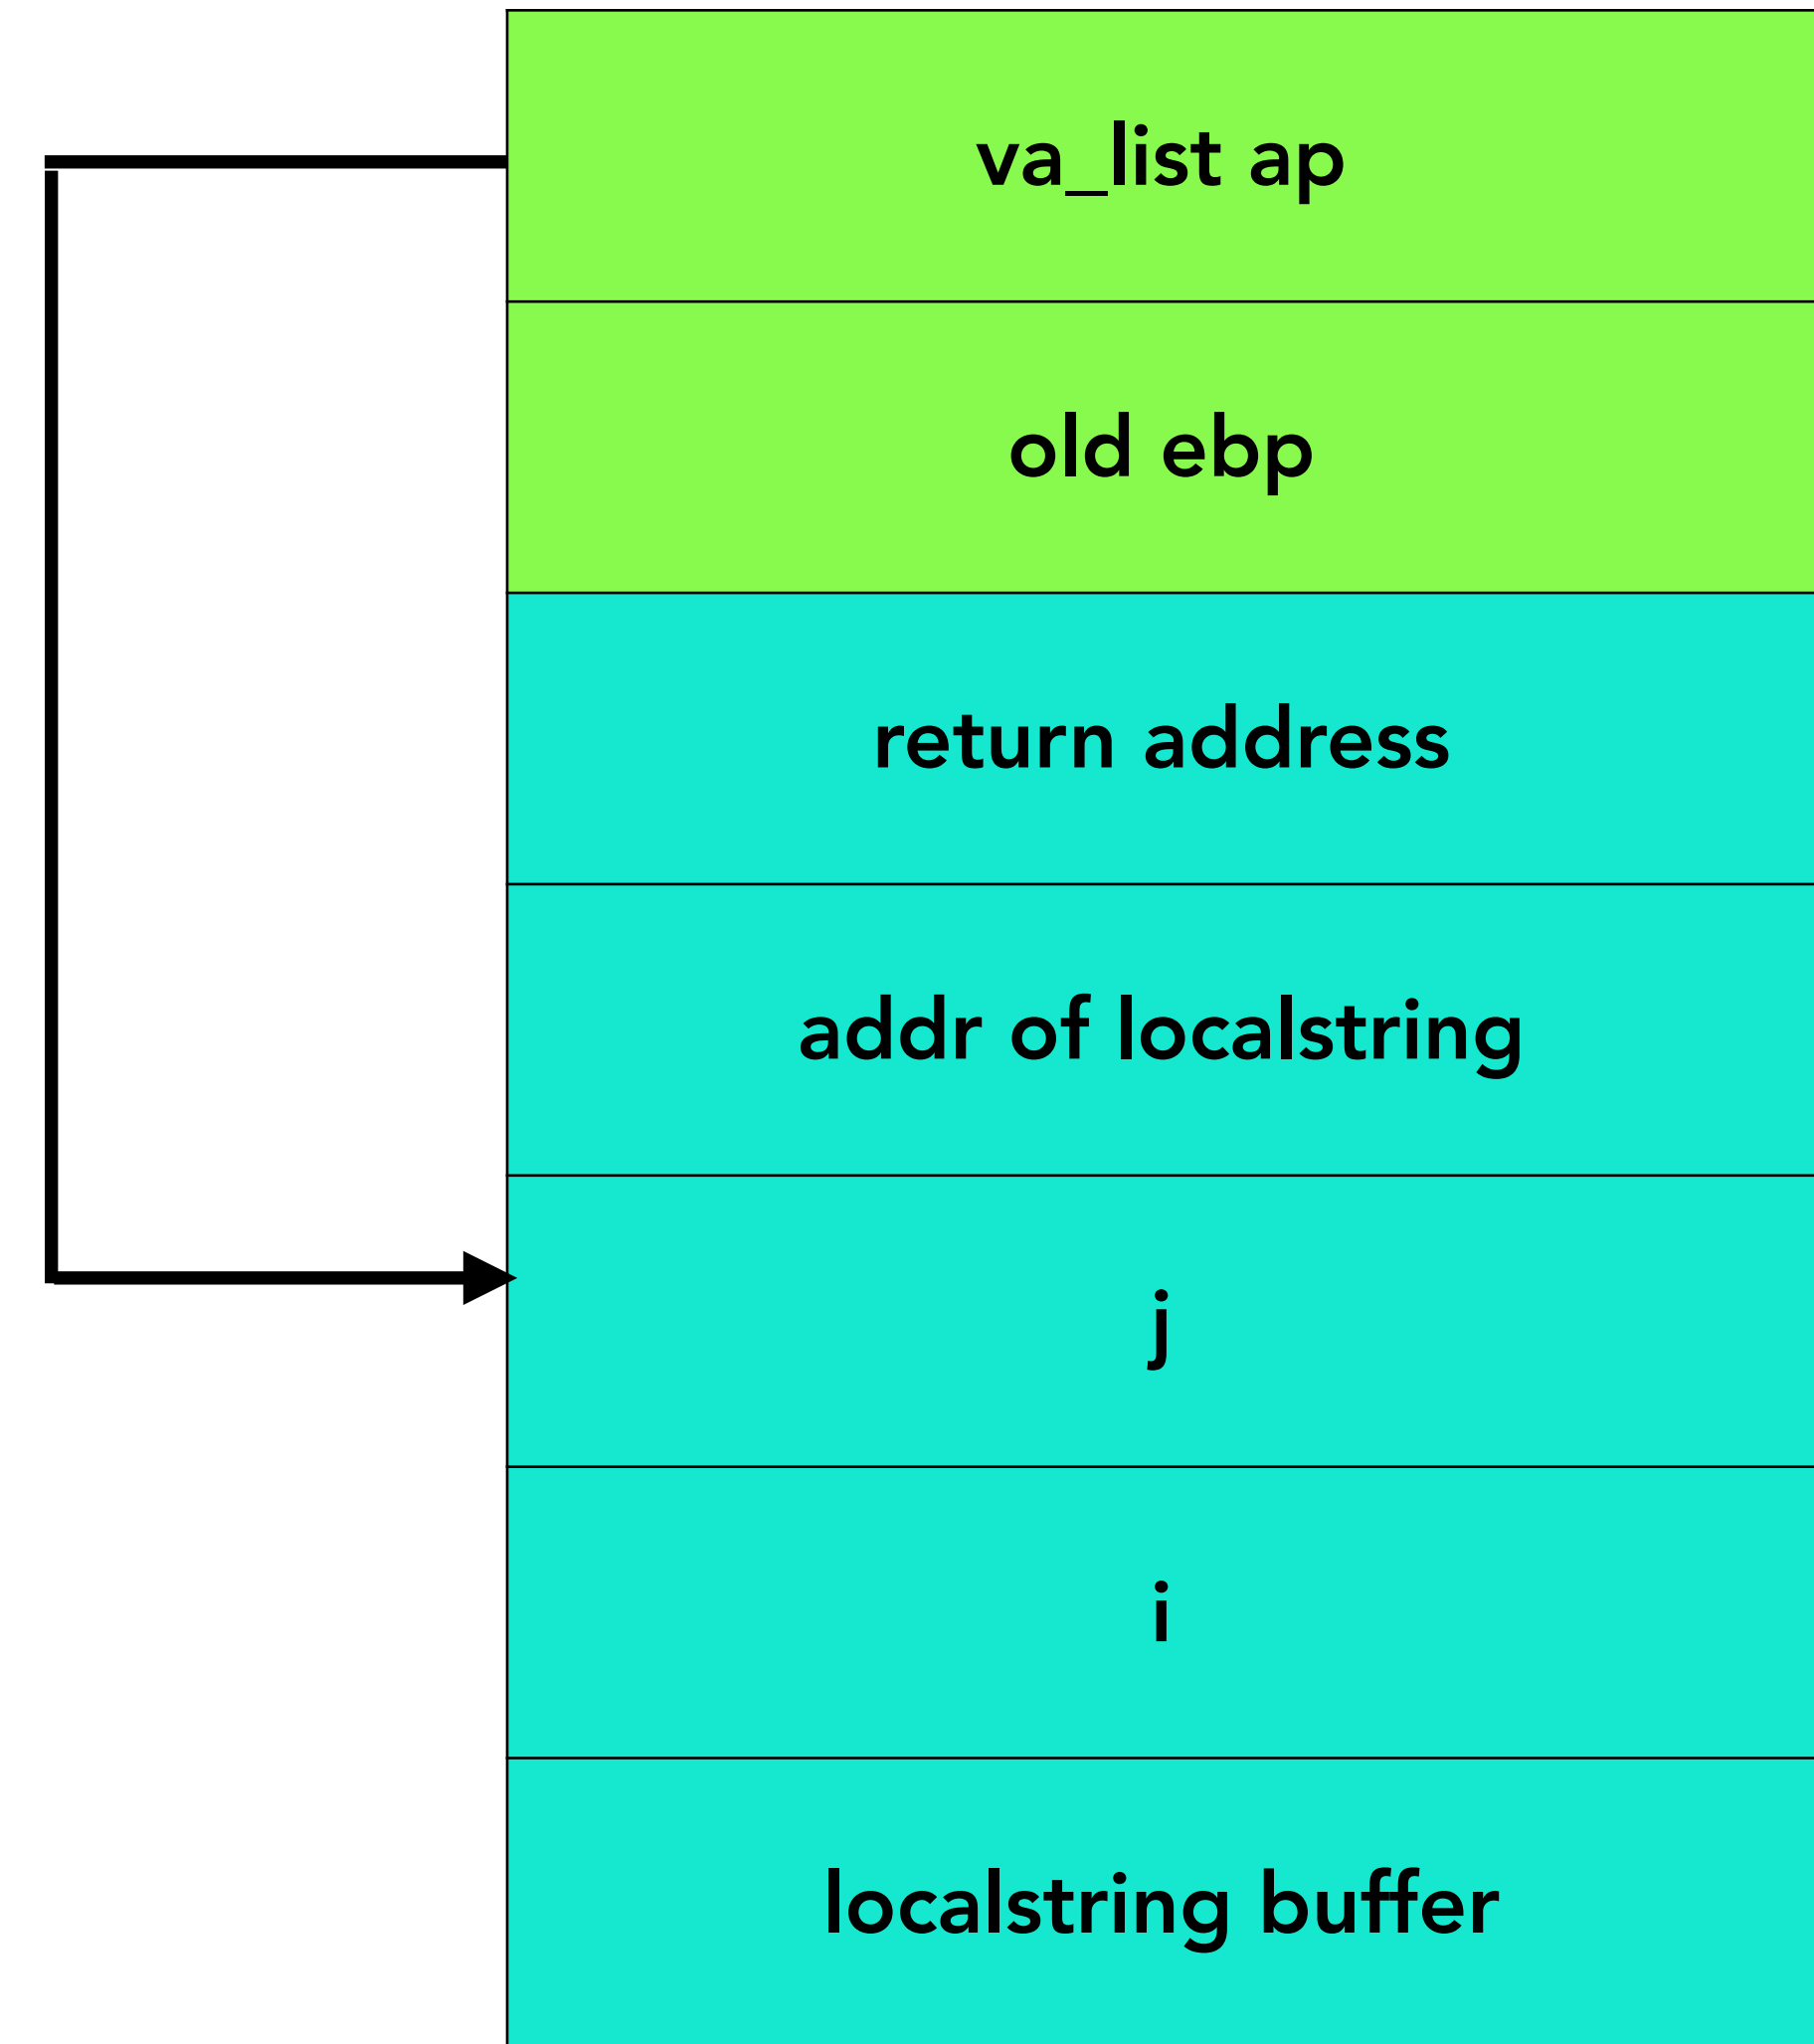 va_list ap
old ebp
return address
addr of localstring
j
i
localstring buffer